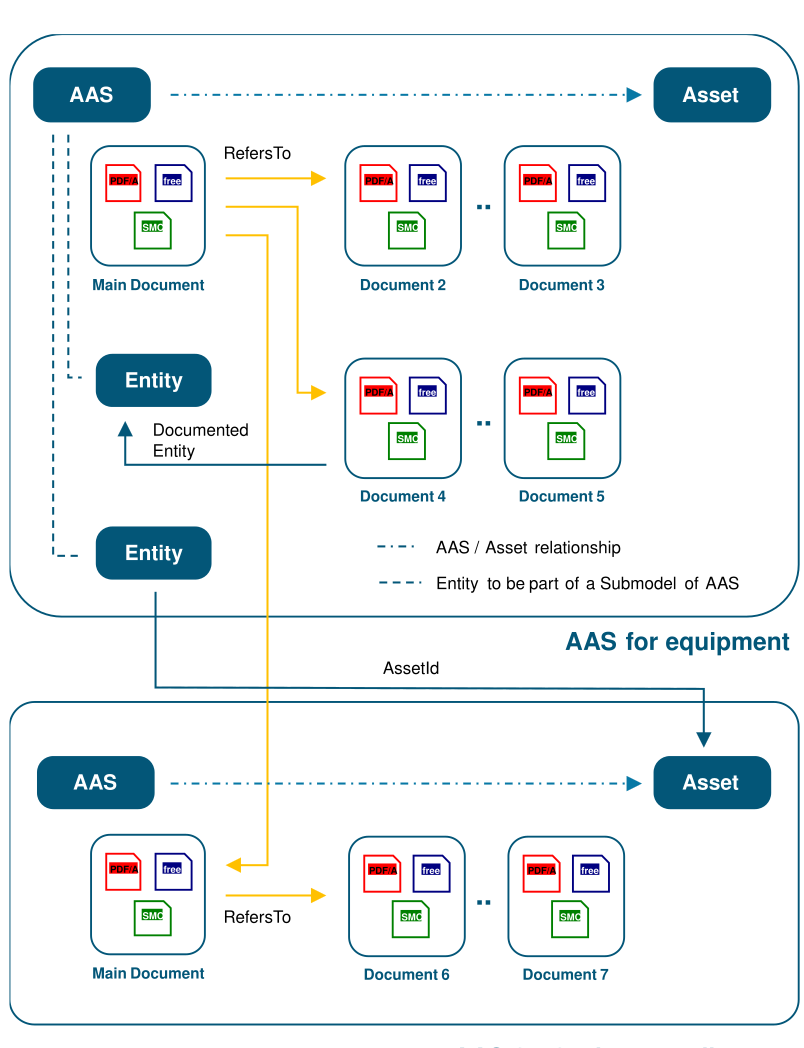 AAS
Asset
RefersTo
PDF/A
free
SMC
Main Document
PDF/A
free
SMC
Document 2
..
PDF/A
free
SMC
Document 3
Entity
Documented
Entity
PDF/A
free
SMC
Document 4
..
PDF/A
free
SMC
Document 5
Entity
AAS / Asset relationship
Entity to be part of a Submodel of AAS
AAS for equipment
AssetId
AAS
Asset
PDF/A
free
SMC
Main Document
RefersTo
PDF/A
free
SMC
Document 6
..
PDF/A
free
SMC
Document 7